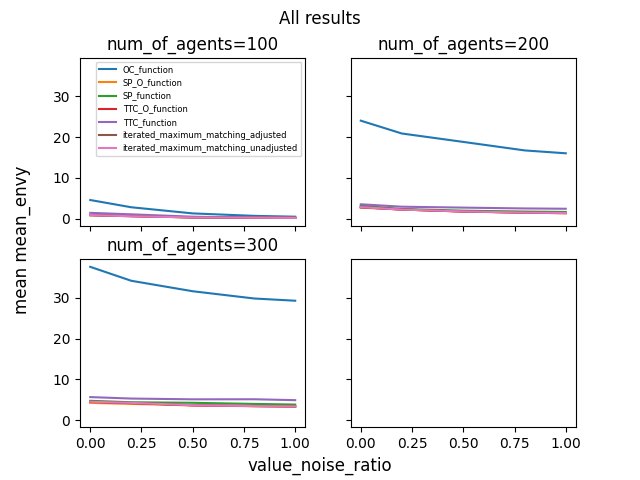 All results
num_of_agents=100
num_of_agents=200
OC_function
SP_O_function
SP_function
TTC_O_function
TTC_function
iterated_maximum_matching_adjusted
iterated_maximum_matching_unadjusted
30
20
10
0
num_of_agents=300
30
20
10
0
mean mean_envy
0.00 0.25 0.50 0.75 1.00
0.00 0.25 0.50 0.75 1.00
value_noise_ratio